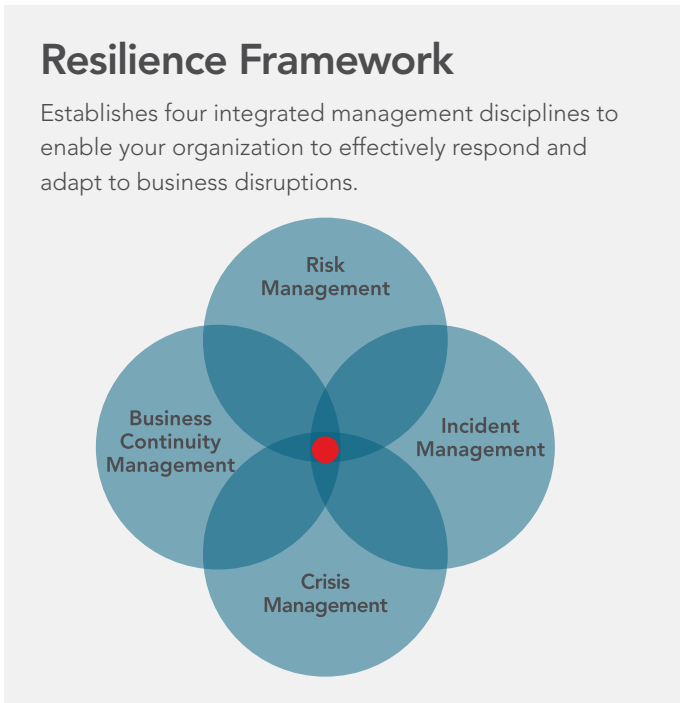 Resilience Framework
Establishes four integrated management disciplines to
enable your organization to effectively respond and
adapt to business disruptions.
Risk
Management
Business
Continuity
Management
Incident
Management
Crisis
Management